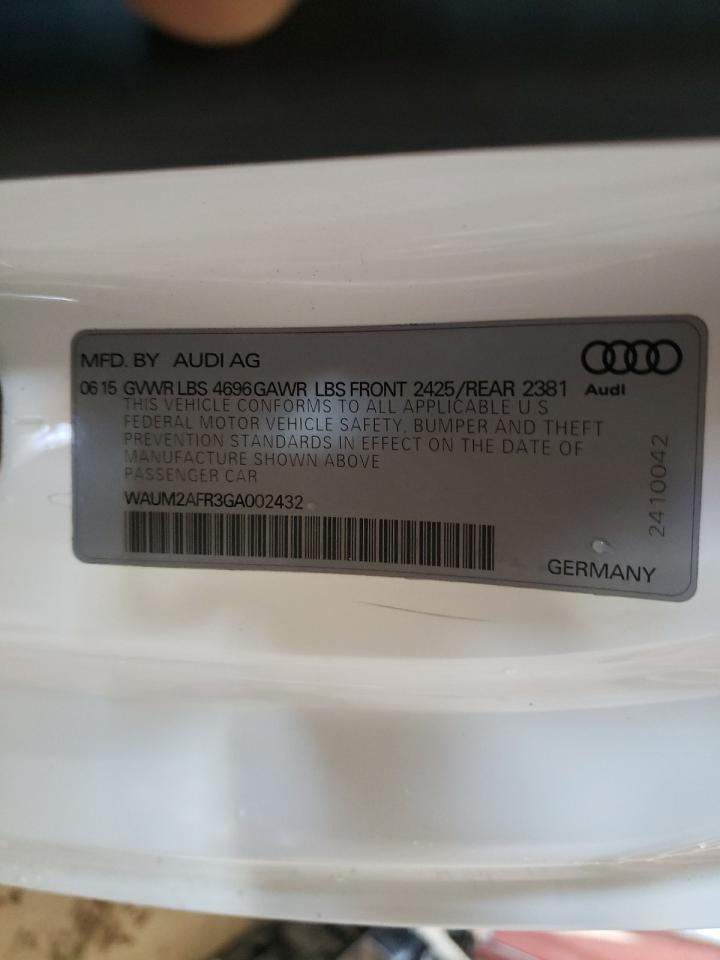 MFD. BY AUDI AG
06 15 GVWR LBS 4696 GAWR LBS FRONT 2425/REAR 2381
Audi
THIS VEHICLE CONFORMS TO ALL APPLICABLE U S
FEDERAL MOTOR VEHICLE SAFETY, BUMPER AND THEFT
PREVENTION STANDARDS IN EFFECT ON THE DATE OF
MANUFACTURE SHOWN ABOVE
PASSENGER CAR
WAUM2AFR3GA002432
2410042
GERMANY